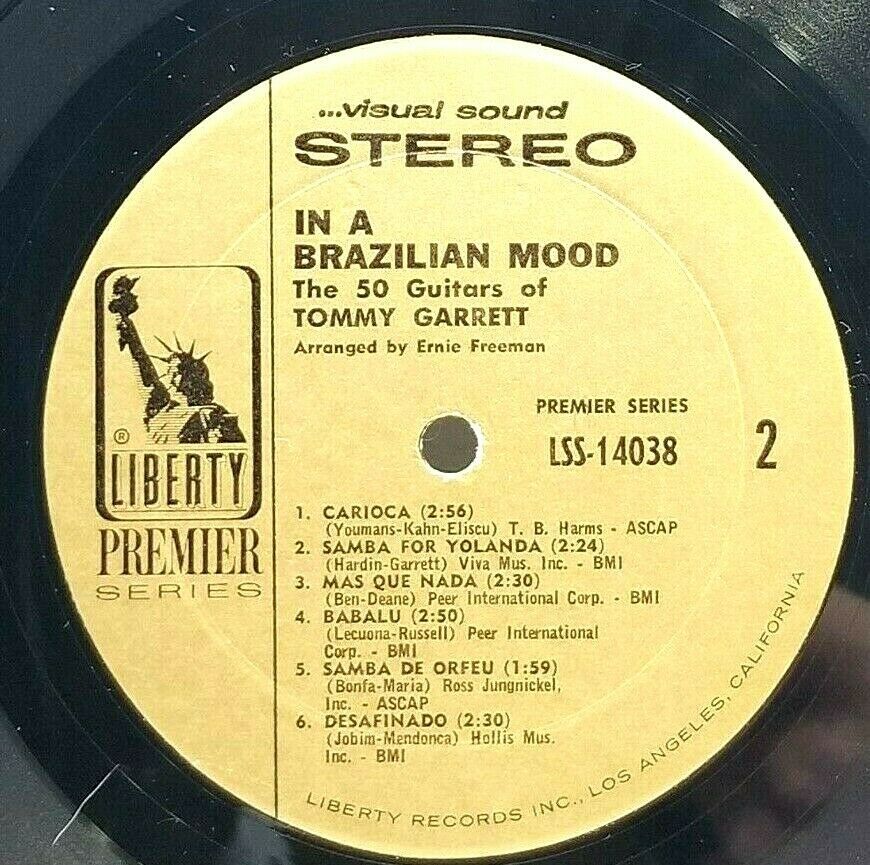 ...visual sound
STEREO
IN A
BRAZILIAN MOOD
The 50 Guitars of
TOMMY GARRETT
Arranged by Ernie Freeman
®
LIBERTY
PREMIER
SERIES
PREMIER SERIES
LSS-14038
2
1. CARIOCA (2:56)
(Youmans-Kahn-Eliscu) T. B. Harms - ASCAP
2. SAMBA FOR YOLANDA (2:24)
(Hardin-Garrett) Viva Mus. Inc. - BMI
3. MAS QUE NADA (2:30)
(Ben-Deane) Peer International Corp. - BMI
4. BABALU (2:50)
(Lecuona-Russell) Peer International
Corp. - BMI
5. SAMBA DE ORFEU (1:59)
(Bonfa-Maria) Ross Jungnickel,
Inc. - ASCAP
6. DESAFINADO (2:30)
(Jobim-Mendonca) Hollis Mus.
Inc. - BMI
LIBERTY RECORDS INC., LOS ANGELES, CALIFORNIA